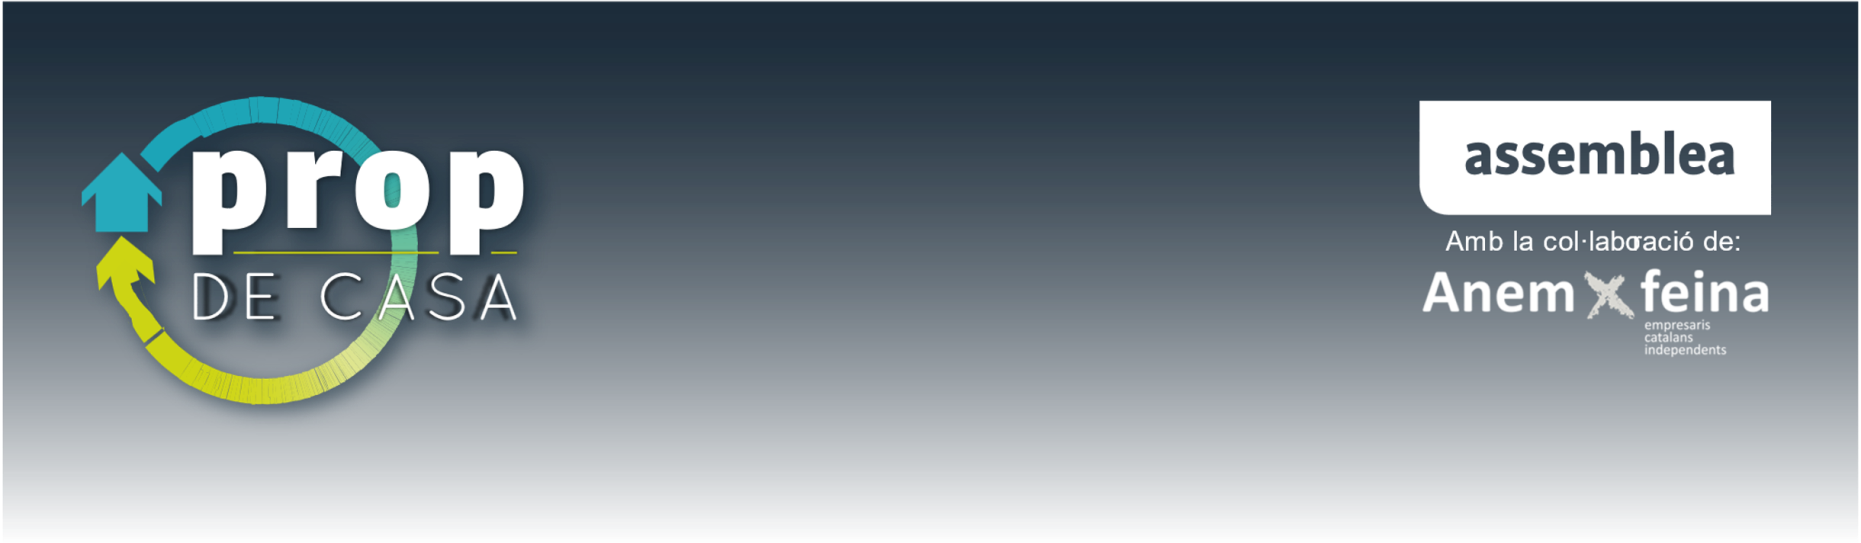 prop
DE CASA
assemblea
Amb la col·laboració de:
Anem X feina
empresaris
catalans
independents